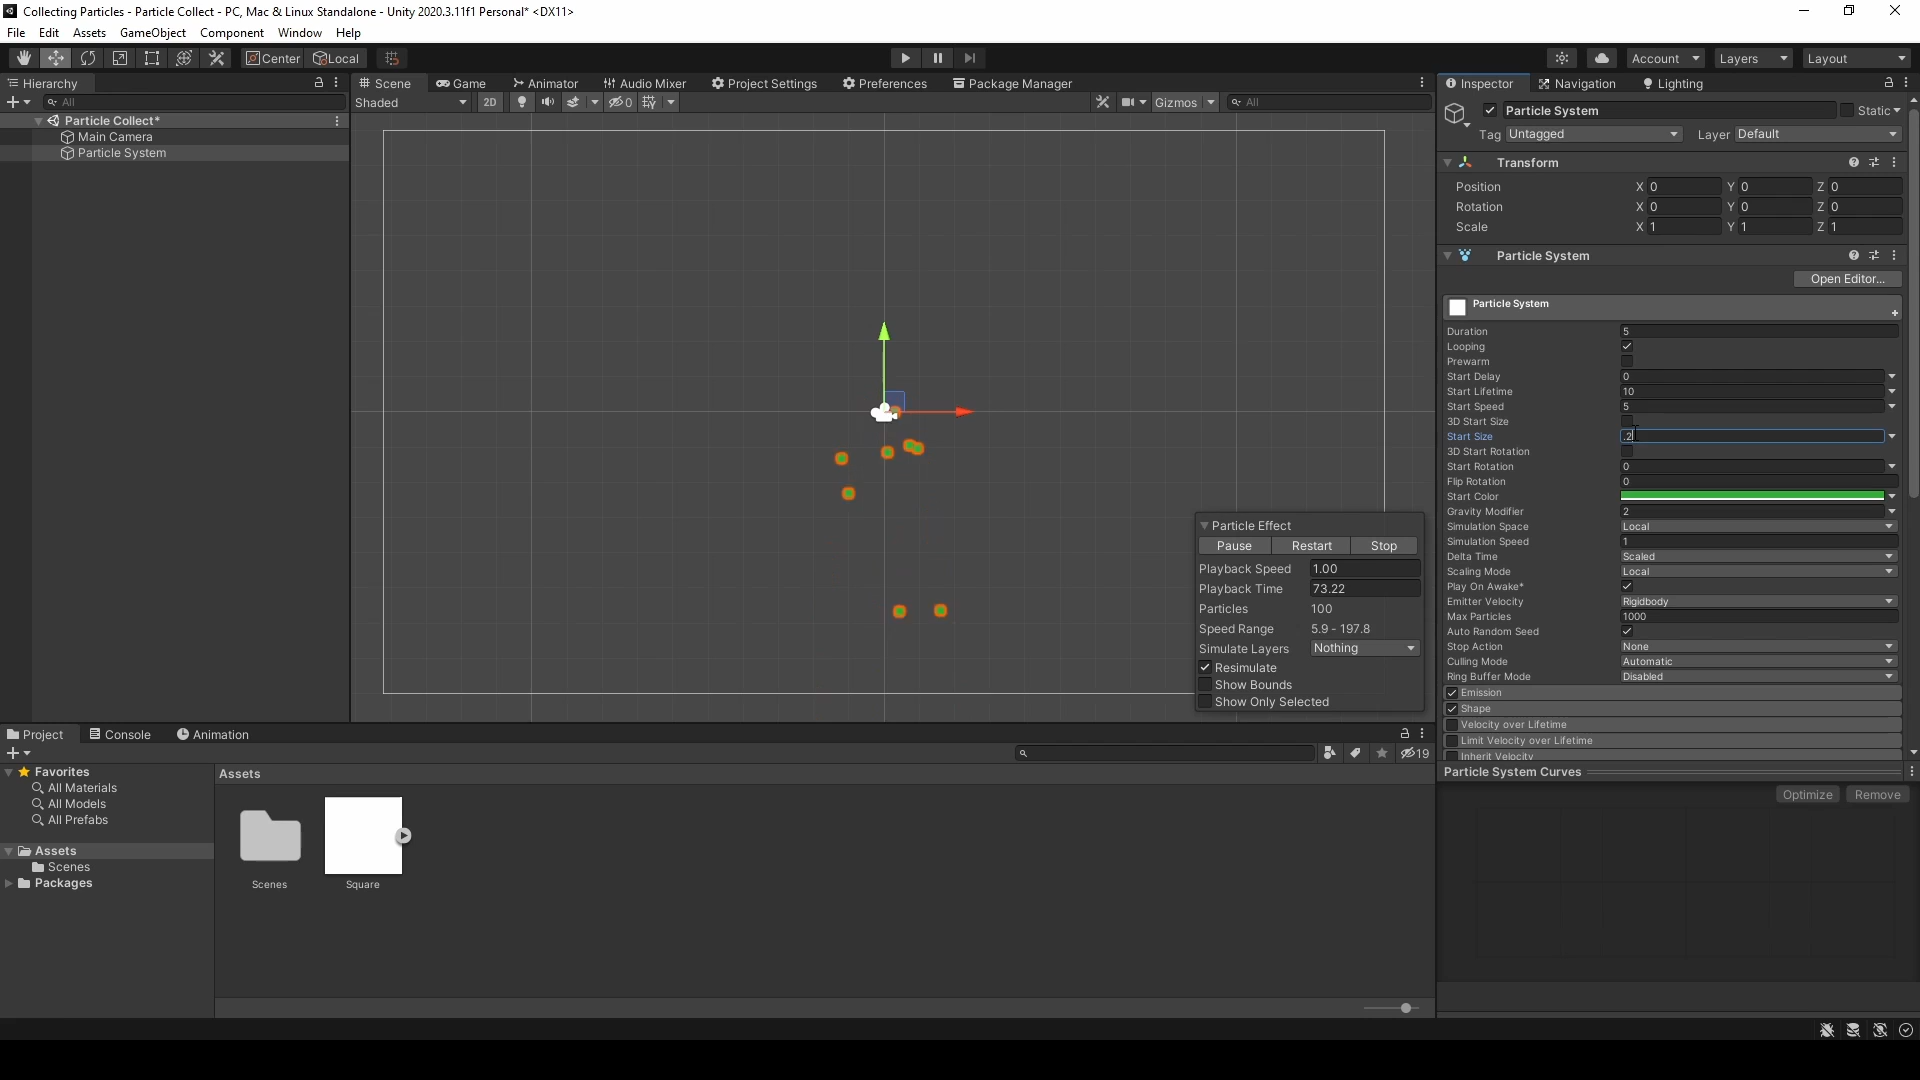 Collecting Particles - Particle Collect - PC, Mac & Linux Standalone - Unity 2020.3.11f1 Personal* <DX11>
File Edit Assets GameObject Component Window Help
Center Local Account Layers Layout
Hierarchy
All
Particle Collect*
Main Camera
Particle System
Scene Game Animator Audio Mixer Project Settings Preferences Package Manager
Shaded 2D 0 Gizmos All
Particle Effect
Pause Restart Stop
Playback Speed 1.00
Playback Time 73.22
Particles 100
Speed Range 5.9 - 197.8
Simulate Layers Nothing
Resimulate
Show Bounds
Show Only Selected
Inspector Navigation Lighting
Particle System Static
Tag Untagged Layer Default
Transform
Position X 0 Y 0 Z 0
Rotation X 0 Y 0 Z 0
Scale X 1 Y 1 Z 1
Particle System
Open Editor...
Particle System
Duration 5
Looping
Prewarm
Start Delay 0
Start Lifetime 10
Start Speed 5
3D Start Size
Start Size .2
3D Start Rotation
Start Rotation 0
Flip Rotation 0
Start Color
Gravity Modifier 2
Simulation Space Local
Simulation Speed 1
Delta Time Scaled
Scaling Mode Local
Play On Awake*
Emitter Velocity Rigidbody
Max Particles 1000
Auto Random Seed
Stop Action None
Culling Mode Automatic
Ring Buffer Mode Disabled
Emission
Shape
Velocity over Lifetime
Limit Velocity over Lifetime
Inherit Velocity
Particle System Curves
Optimize Remove
Project Console Animation
19
Favorites
All Materials
All Models
All Prefabs
Assets
Scenes
Packages
Assets
Scenes Square